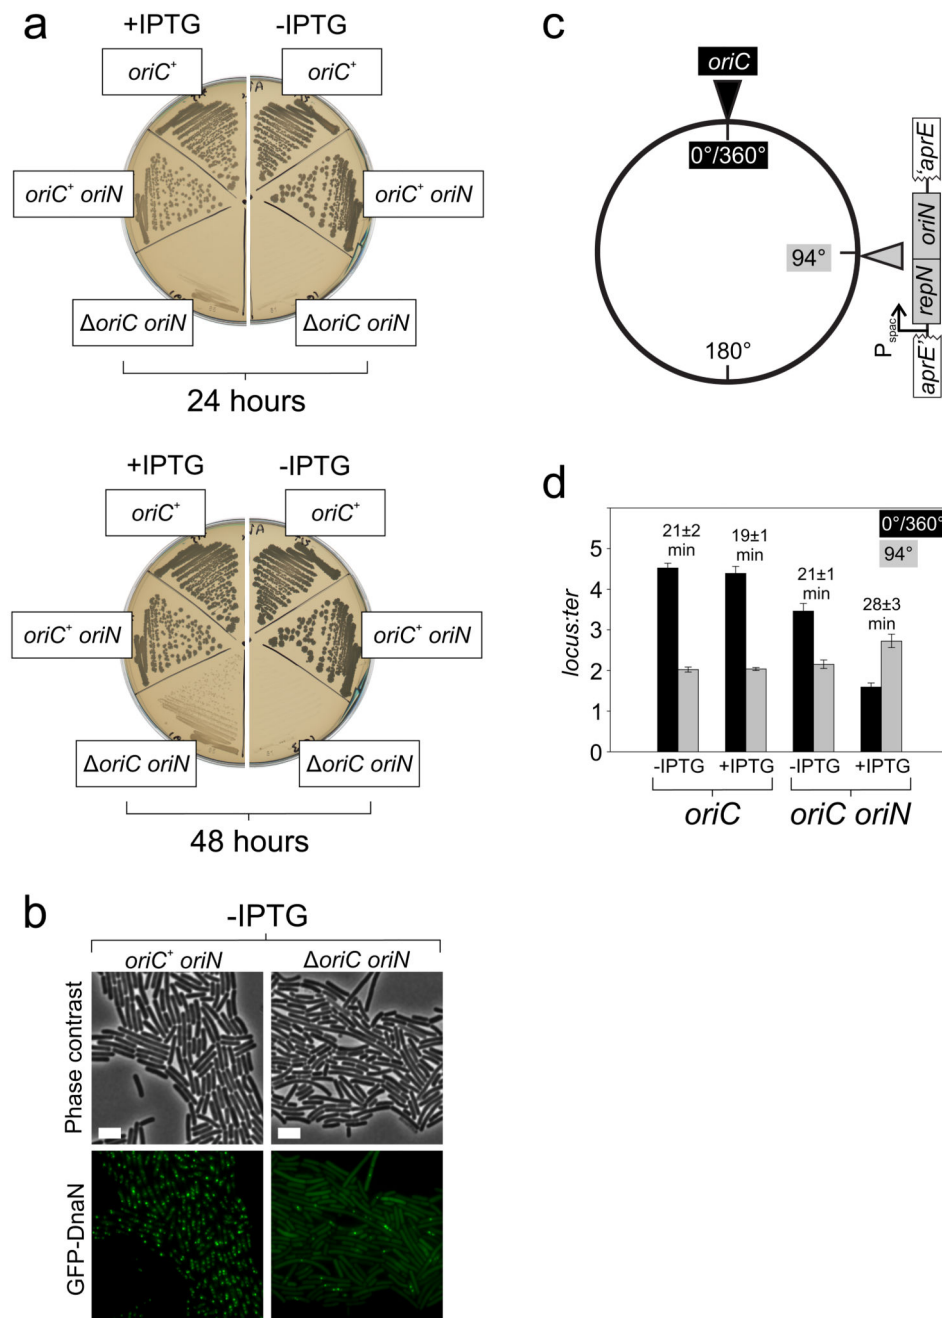 a
+IPTG -IPTG
oriC⁺ oriC⁺
oriC⁺ oriN oriC⁺ oriN
ΔoriC oriN ΔoriC oriN
24 hours
+IPTG -IPTG
oriC⁺ oriC⁺
oriC⁺ oriN oriC⁺ oriN
ΔoriC oriN ΔoriC oriN
48 hours
b
-IPTG
oriC⁺ oriN ΔoriC oriN
Phase contrast
GFP-DnaN
c
oriC
0°/360°
94°
180°
'aprE
oriN
repN
Pspac
aprE'
d
0°/360°
94°
21±2 min
19±1 min
21±1 min
28±3 min
locus:ter
5
4
3
2
1
0
-IPTG +IPTG -IPTG +IPTG
oriC oriC oriN